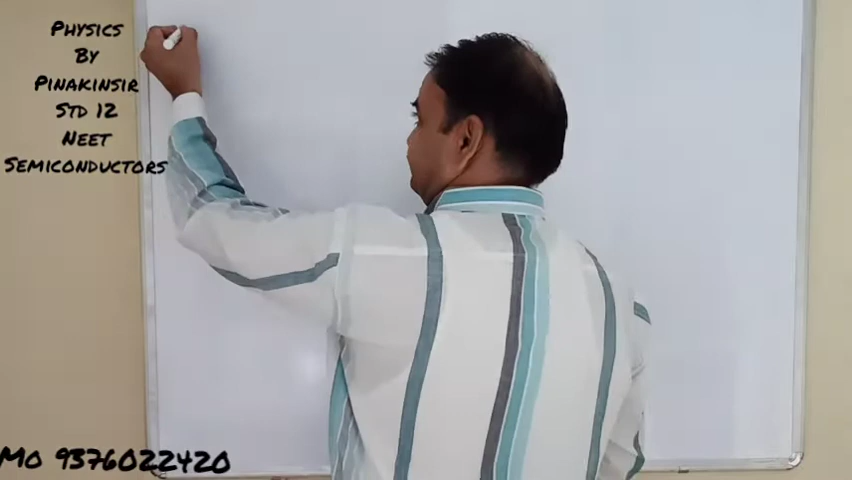 Physics
By
Pinakinsir
Std 12
Neet
Semiconductors
Mo 9376022420